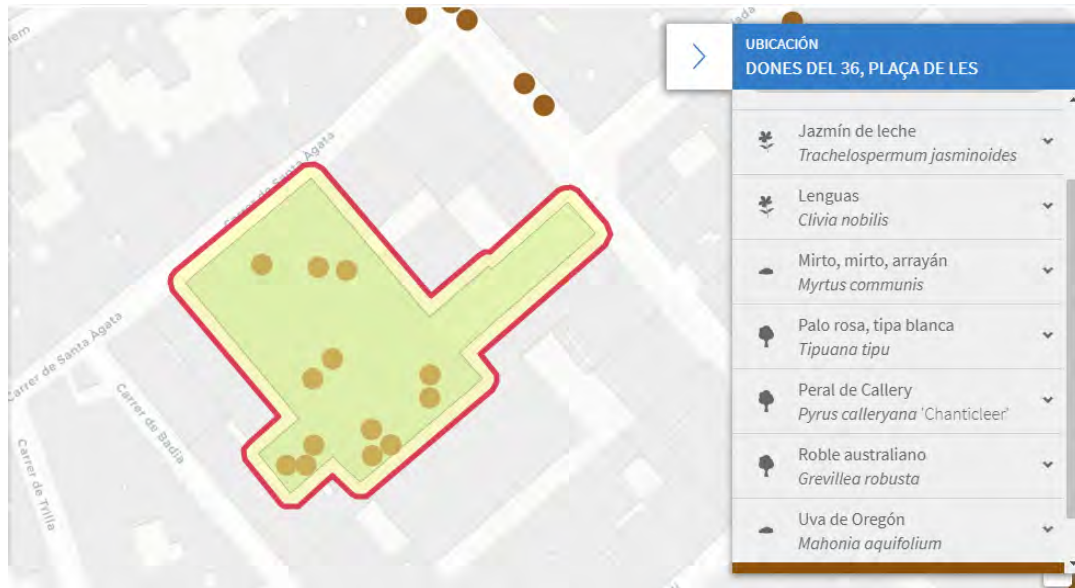 UBICACIÓN
DONES DEL 36, PLAÇA DE LES
Jazmín de leche
Trachelospermum jasminoides
Lenguas
Clivia nobilis
Mirto, mirto, arrayán
Myrtus communis
Palo rosa, tipa blanca
Tipuana tipu
Peral de Callery
Pyrus calleryana 'Chanticleer'
Roble australiano
Grevillea robusta
Uva de Oregón
Mahonia aquifolium
Carrer de Santa Àgata
Carrer de Santa Àgata
Carrer de Badia
Carrer de Trilla